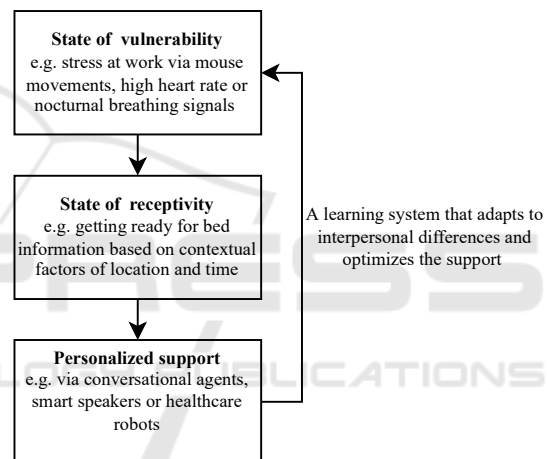 State of vulnerability
e.g. stress at work via mouse
movements, high heart rate or
nocturnal breathing signals
State of receptivity
e.g. getting ready for bed
information based on contextual
factors of location and time
A learning system that adapts to
interpersonal differences and
optimizes the support
Personalized support
e.g. via conversational agents,
smart speakers or healthcare
robots